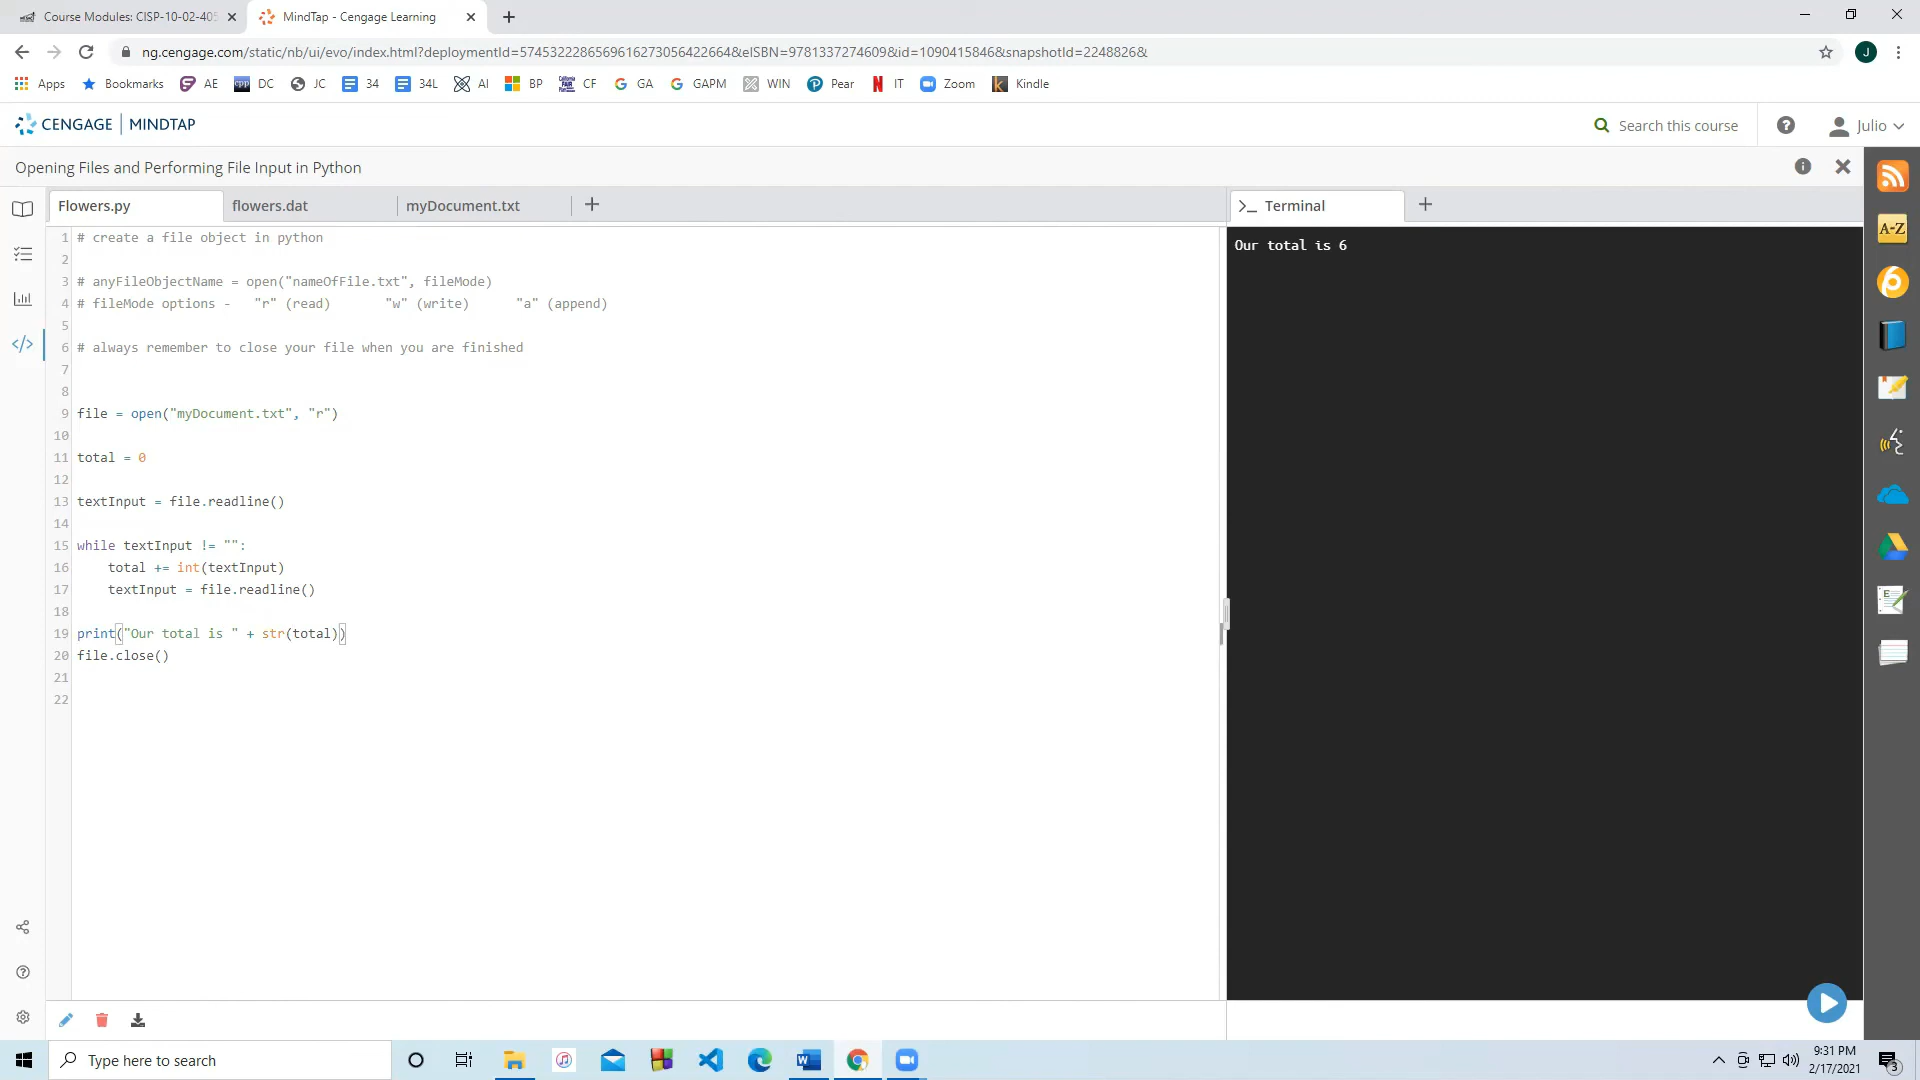 Course Modules: CISP-10-02-405
MindTap - Cengage Learning
ng.cengage.com/static/nb/ui/evo/index.html?deploymentId=5745322286569616273056422664&eISBN=9781337274609&id=1090415846&snapshotId=2248826&
J
Apps Bookmarks AE DC JC 34 34L AI BP CF GA GAPM WIN Pear IT Zoom Kindle
CENGAGE | MINDTAP
Search this course
Julio
Opening Files and Performing File Input in Python
Flowers.py flowers.dat myDocument.txt
Terminal
1 # create a file object in python
2
3 # anyFileObjectName = open("nameOfFile.txt", fileMode)
4 # fileMode options - "r" (read) "w" (write) "a" (append)
5
6 # always remember to close your file when you are finished
7
8
9 file = open("myDocument.txt", "r")
10
11 total = 0
12
13 textInput = file.readline()
14
15 while textInput != "":
16 total += int(textInput)
17 textInput = file.readline()
18
19 print("Our total is " + str(total))
20 file.close()
21
22
Our total is 6
A-Z
Type here to search
9:31 PM
2/17/2021
3